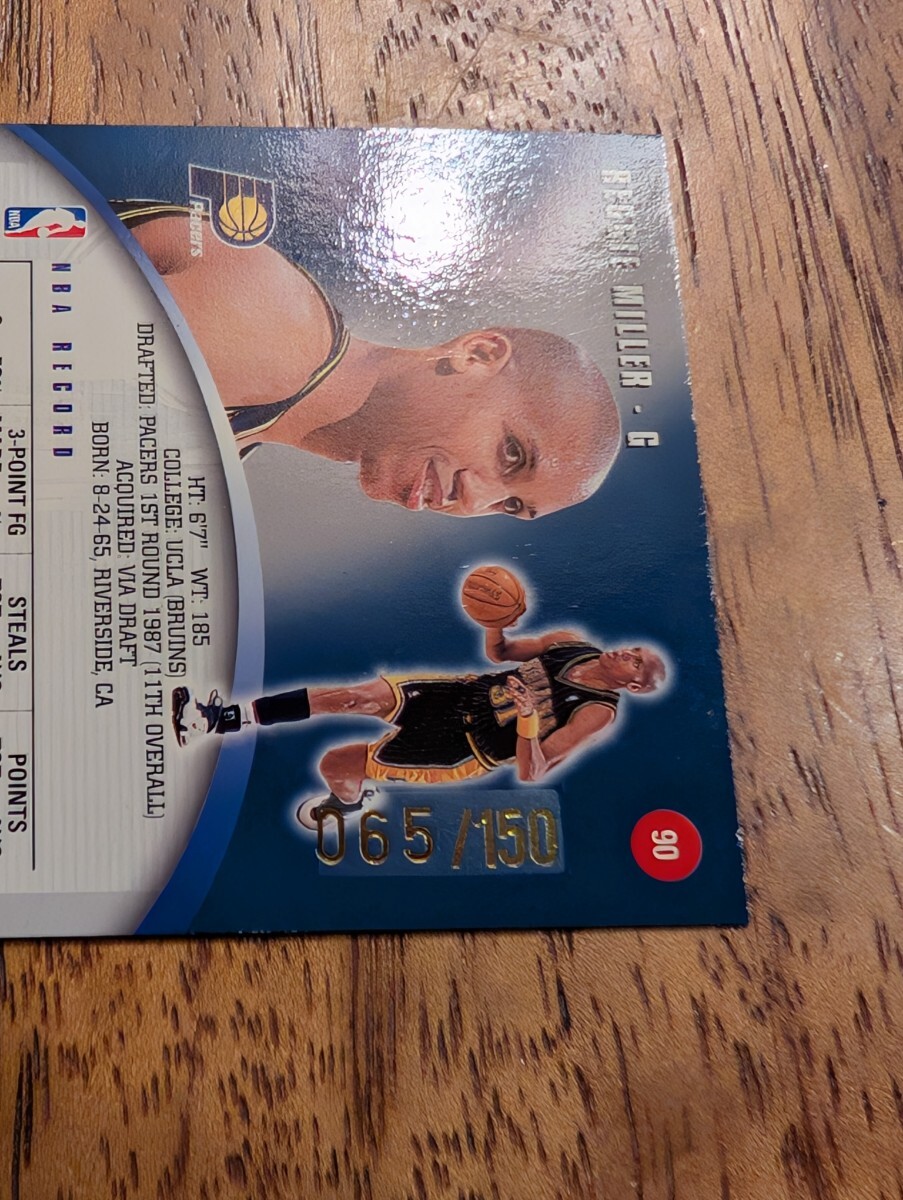 REGGIE MILLER · G
Pacers
90
065/150
HT: 6'7" WT: 185
COLLEGE: UCLA (BRUINS)
DRAFTED: PACERS 1ST ROUND 1987 (11TH OVERALL)
ACQUIRED: VIA DRAFT
BORN: 8-24-65, RIVERSIDE, CA
NBA
NBA RECORD
3-POINT FG STEALS POINTS